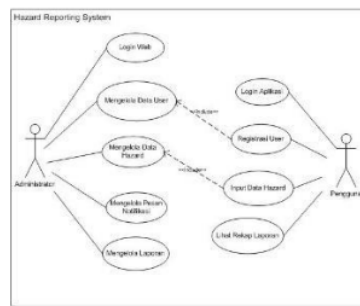 Hazard Reporting System
Login Web
Mengelola Data User
Login Aplikasi
<<include>>
Registrasi User
Mengelola Data
Hazard
<<include>>
Administrator
Input Data Hazard
Pengguna
Mengelola Pesan
Notifikasi
Lihat Rekap Laporan
Mengelola Laporan